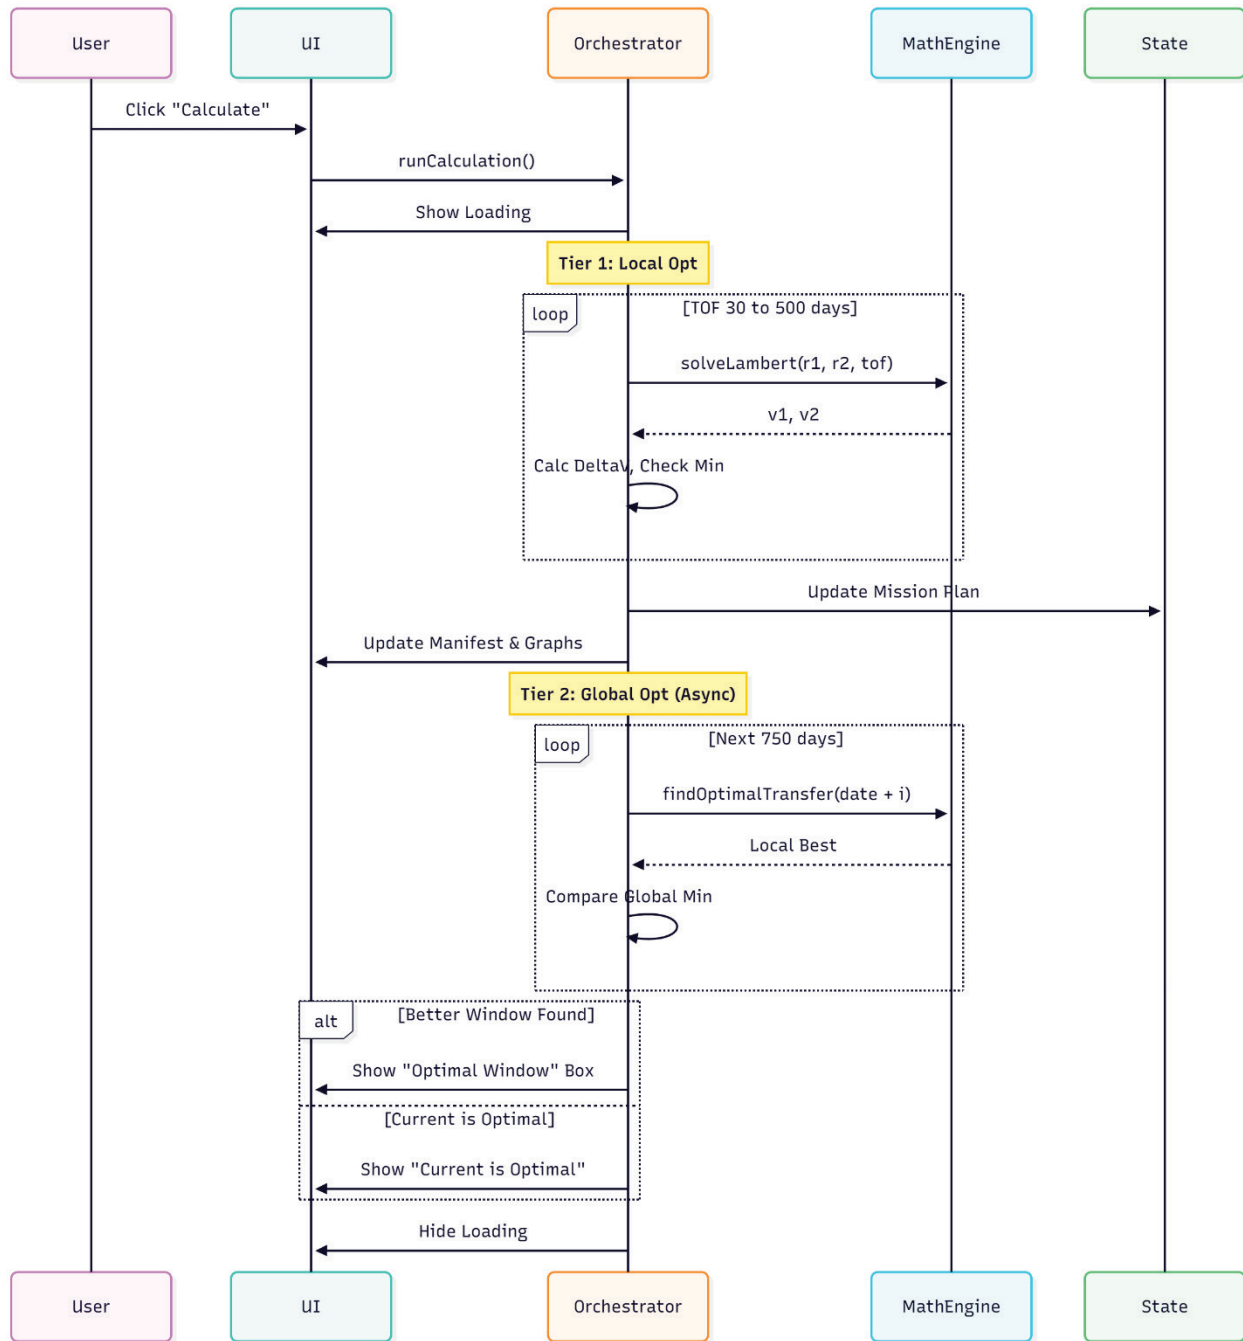 User
UI
Orchestrator
MathEngine
State
Click "Calculate"
runCalculation()
Show Loading
Tier 1: Local Opt
loop
[TOF 30 to 500 days]
solveLambert(r1, r2, tof)
v1, v2
Calc DeltaV, Check Min
Update Mission Plan
Update Manifest & Graphs
Tier 2: Global Opt (Async)
loop
[Next 750 days]
findOptimalTransfer(date + i)
Local Best
Compare Global Min
alt
[Better Window Found]
Show "Optimal Window" Box
[Current is Optimal]
Show "Current is Optimal"
Hide Loading
User
UI
Orchestrator
MathEngine
State